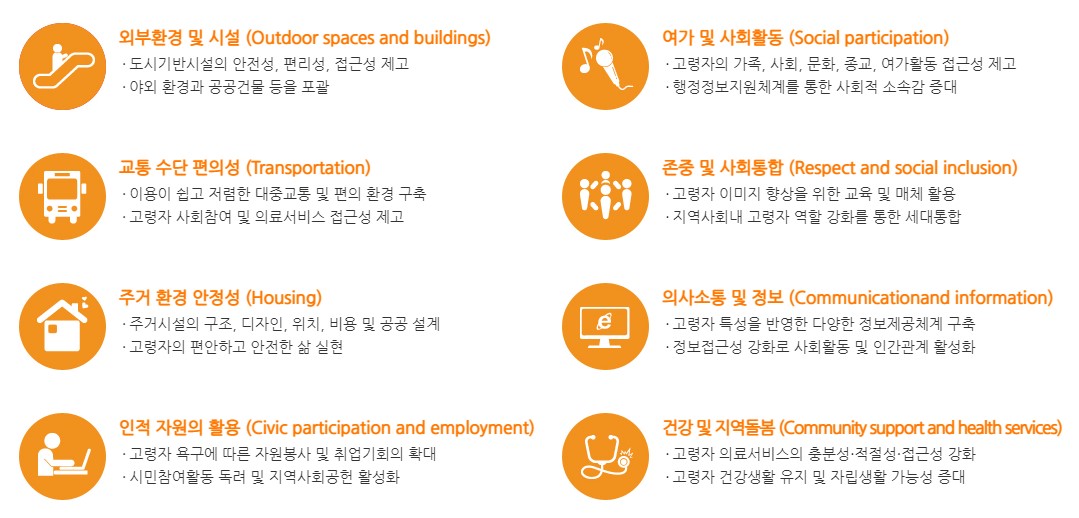 외부환경 및 시설 (Outdoor spaces and buildings)
· 도시기반시설의 안전성, 편리성, 접근성 제고
· 야외 환경과 공공건물 등을 포괄
여가 및 사회활동 (Social participation)
· 고령자의 가족, 사회, 문화, 종교, 여가활동 접근성 제고
· 행정정보지원체계를 통한 사회적 소속감 증대
교통 수단 편의성 (Transportation)
· 이용이 쉽고 저렴한 대중교통 및 편의 환경 구축
· 고령자 사회참여 및 의료서비스 접근성 제고
존중 및 사회통합 (Respect and social inclusion)
· 고령자 이미지 향상을 위한 교육 및 매체 활용
· 지역사회내 고령자 역할 강화를 통한 세대통합
주거 환경 안정성 (Housing)
· 주거시설의 구조, 디자인, 위치, 비용 및 공공 설계
· 고령자의 편안하고 안전한 삶 실현
의사소통 및 정보 (Communicationand information)
· 고령자 특성을 반영한 다양한 정보제공체계 구축
· 정보접근성 강화로 사회활동 및 인간관계 활성화
인적 자원의 활용 (Civic participation and employment)
· 고령자 욕구에 따른 자원봉사 및 취업기회의 확대
· 시민참여활동 독려 및 지역사회공헌 활성화
건강 및 지역돌봄 (Community support and health services)
· 고령자 의료서비스의 충분성·적절성·접근성 강화
· 고령자 건강생활 유지 및 자립생활 가능성 증대